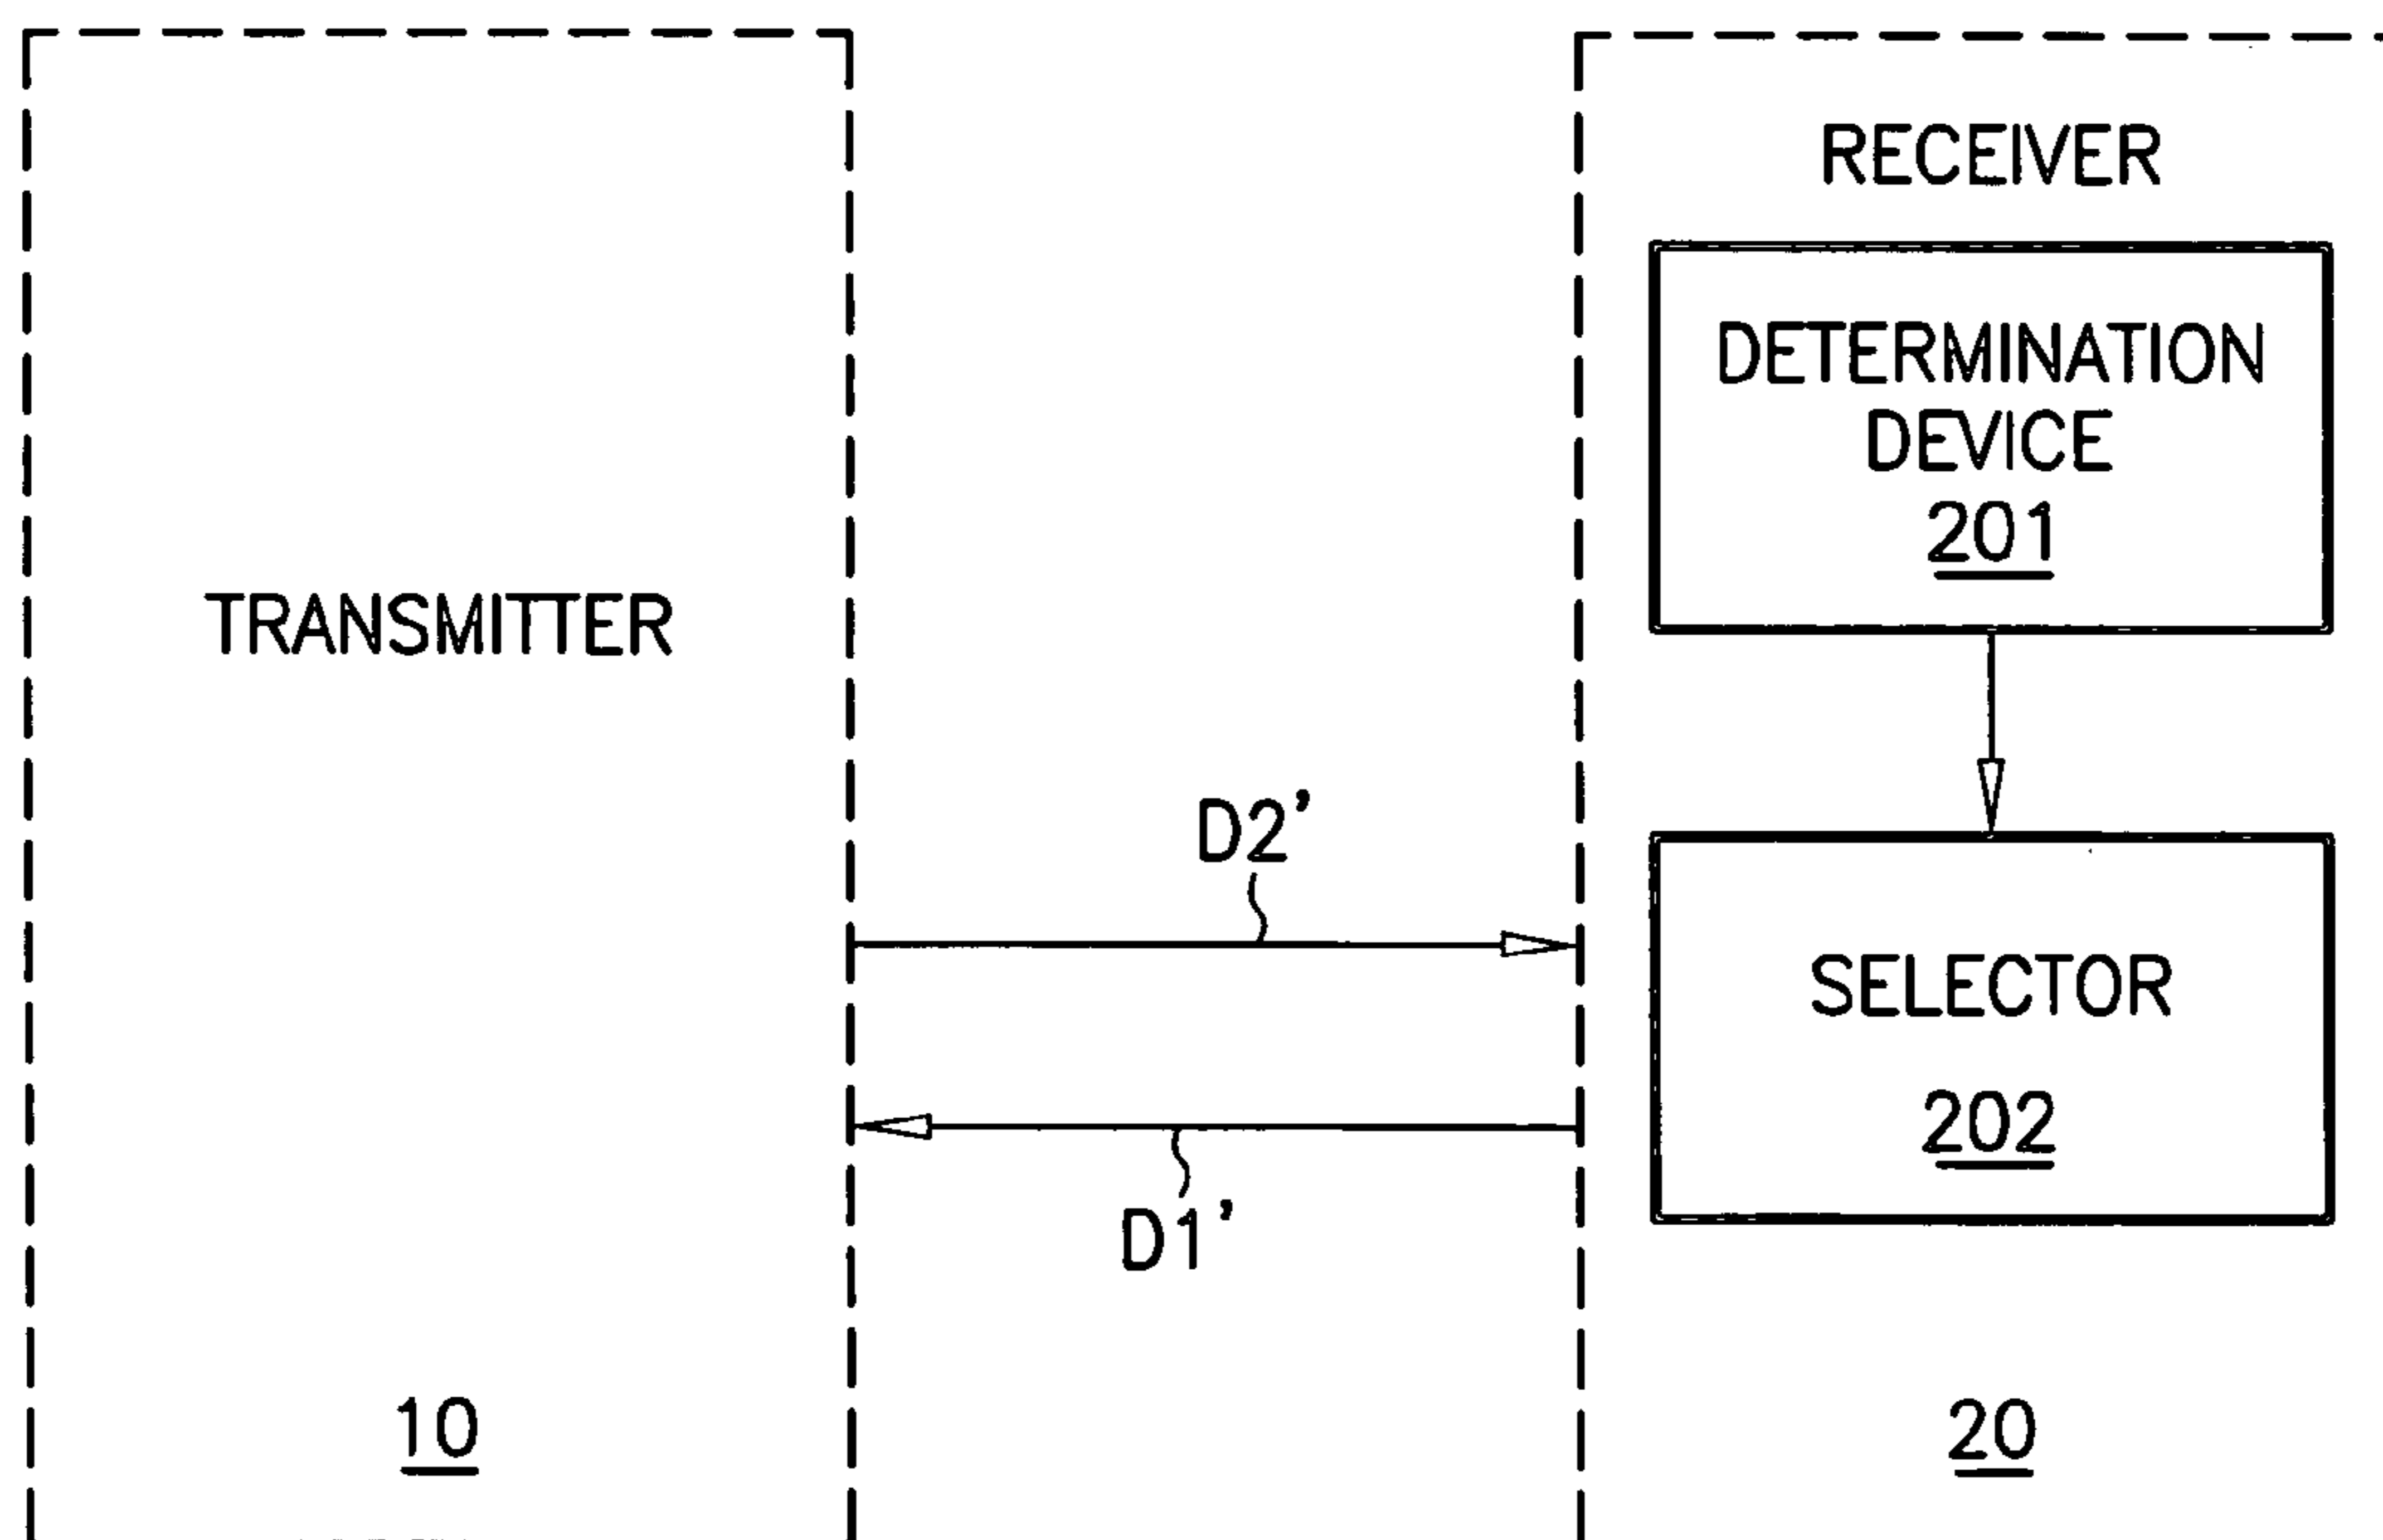 RECEIVER
DETERMINATION
DEVICE
201
TRANSMITTER
D2’
SELECTOR
202
D1’
10
20